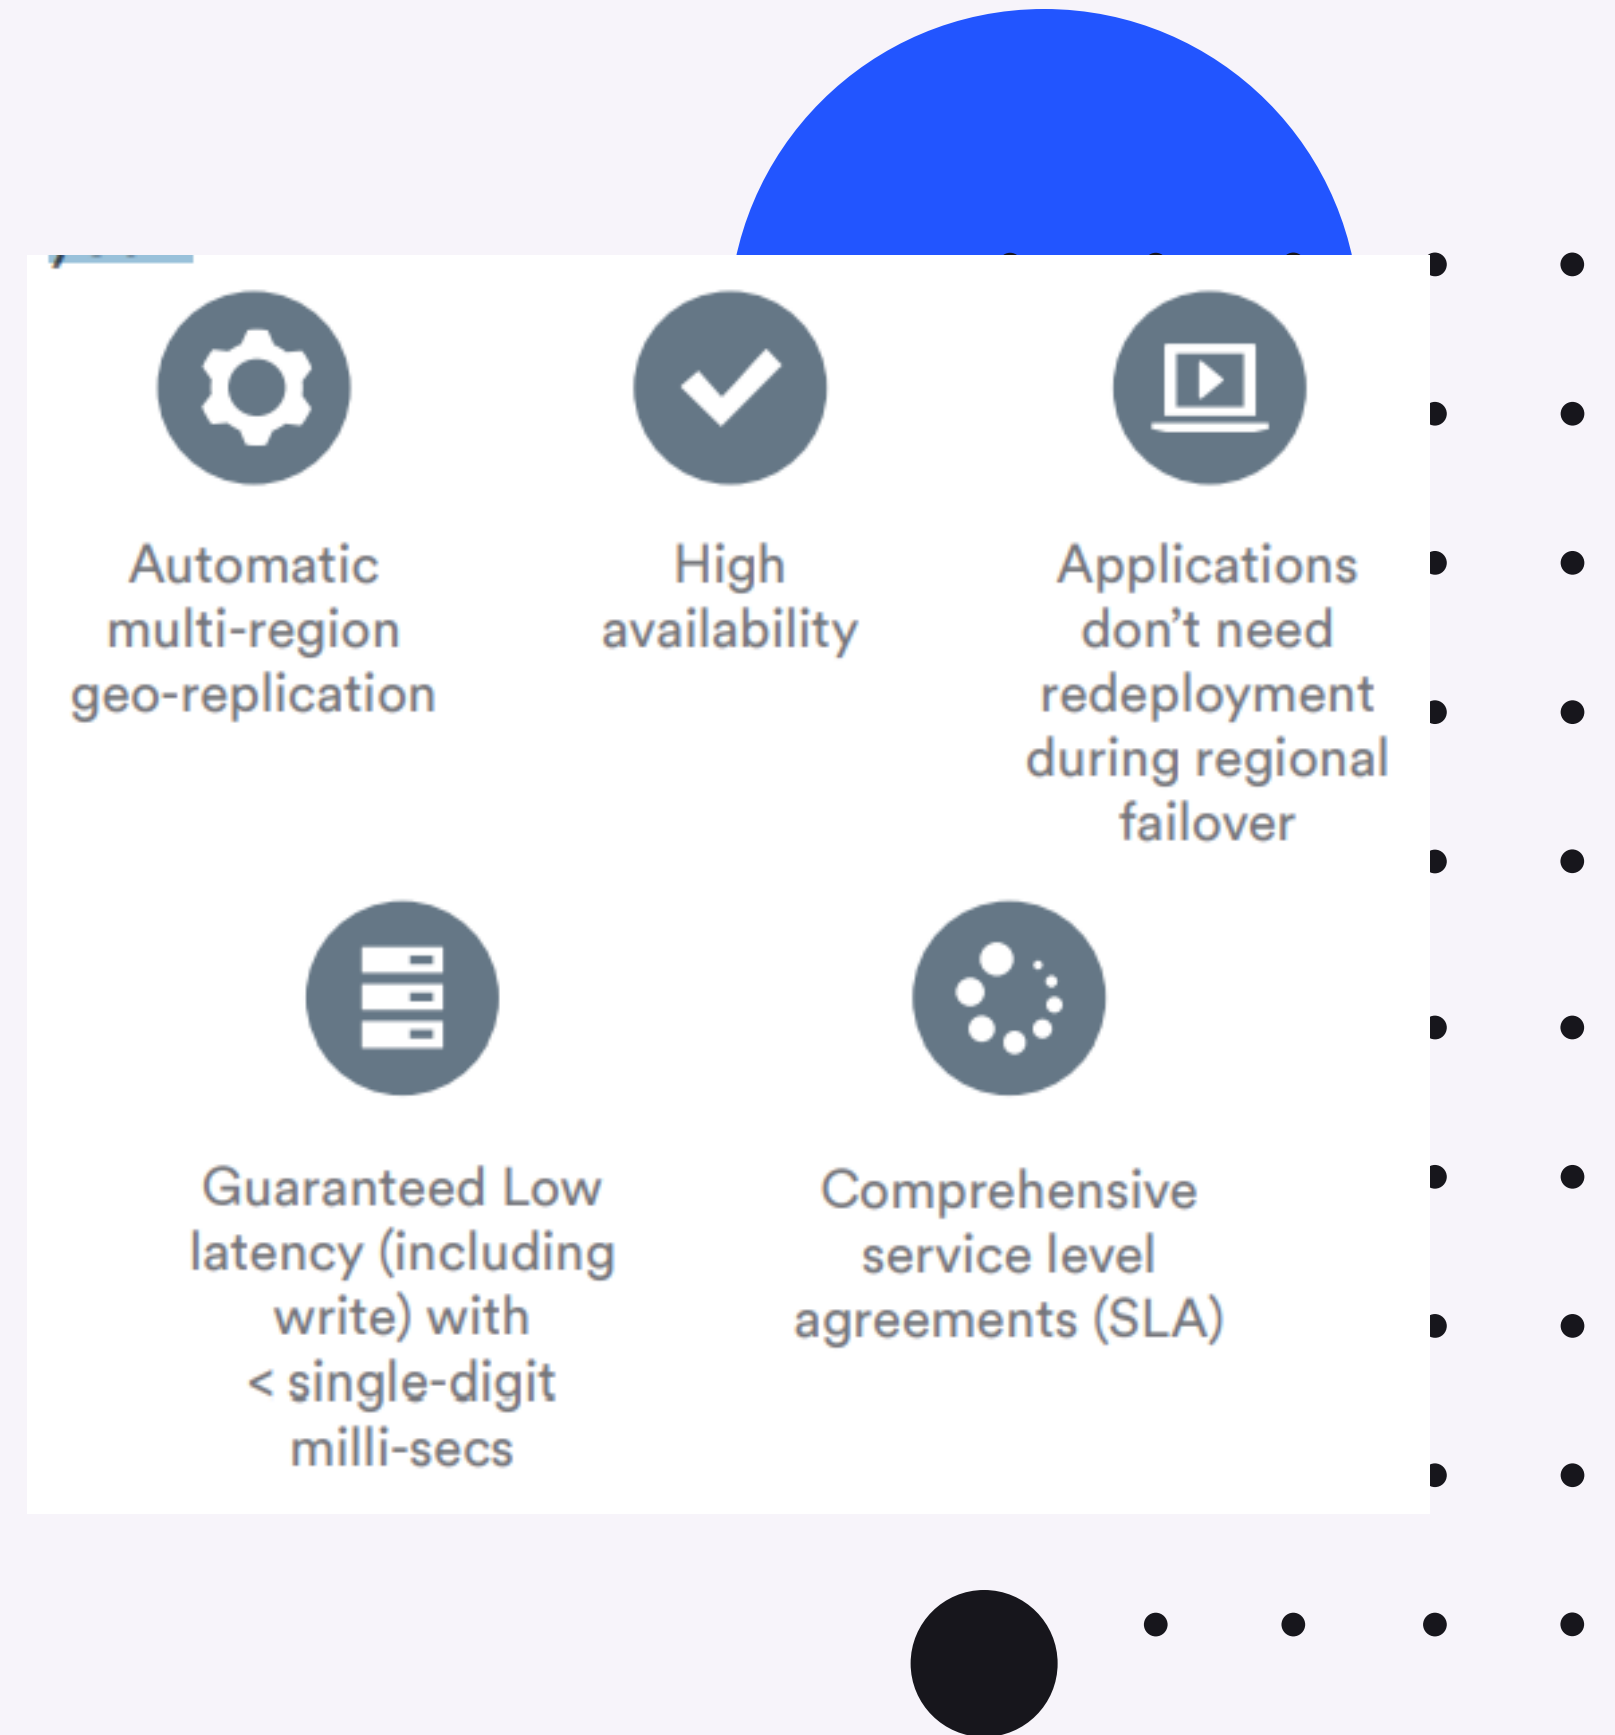 Automatic
multi-region
geo-replication
High
availability
Applications
don’t need
redeployment
during regional
failover
Guaranteed Low
latency (including
write) with
< single-digit
milli-secs
Comprehensive
service level
agreements (SLA)